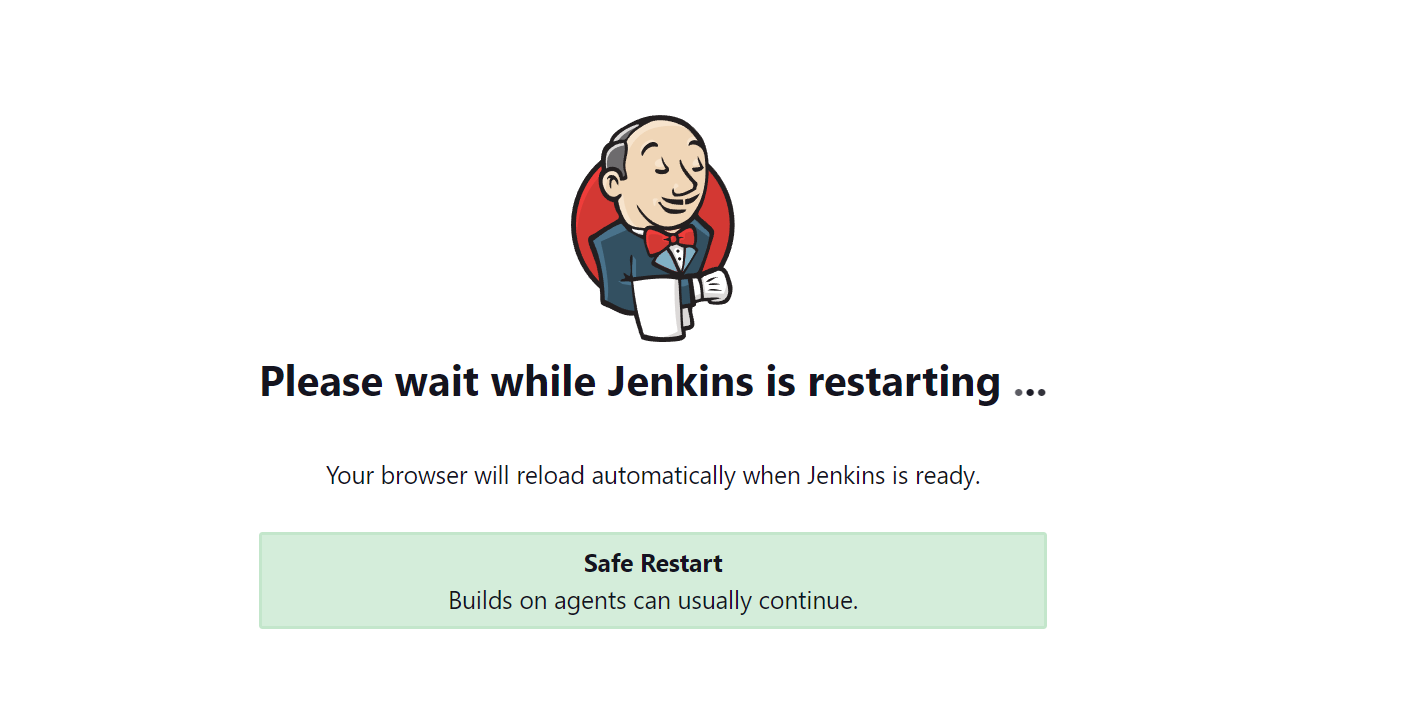 Please wait while Jenkins is restarting ...
Your browser will reload automatically when Jenkins is ready.
Safe Restart
Builds on agents can usually continue.